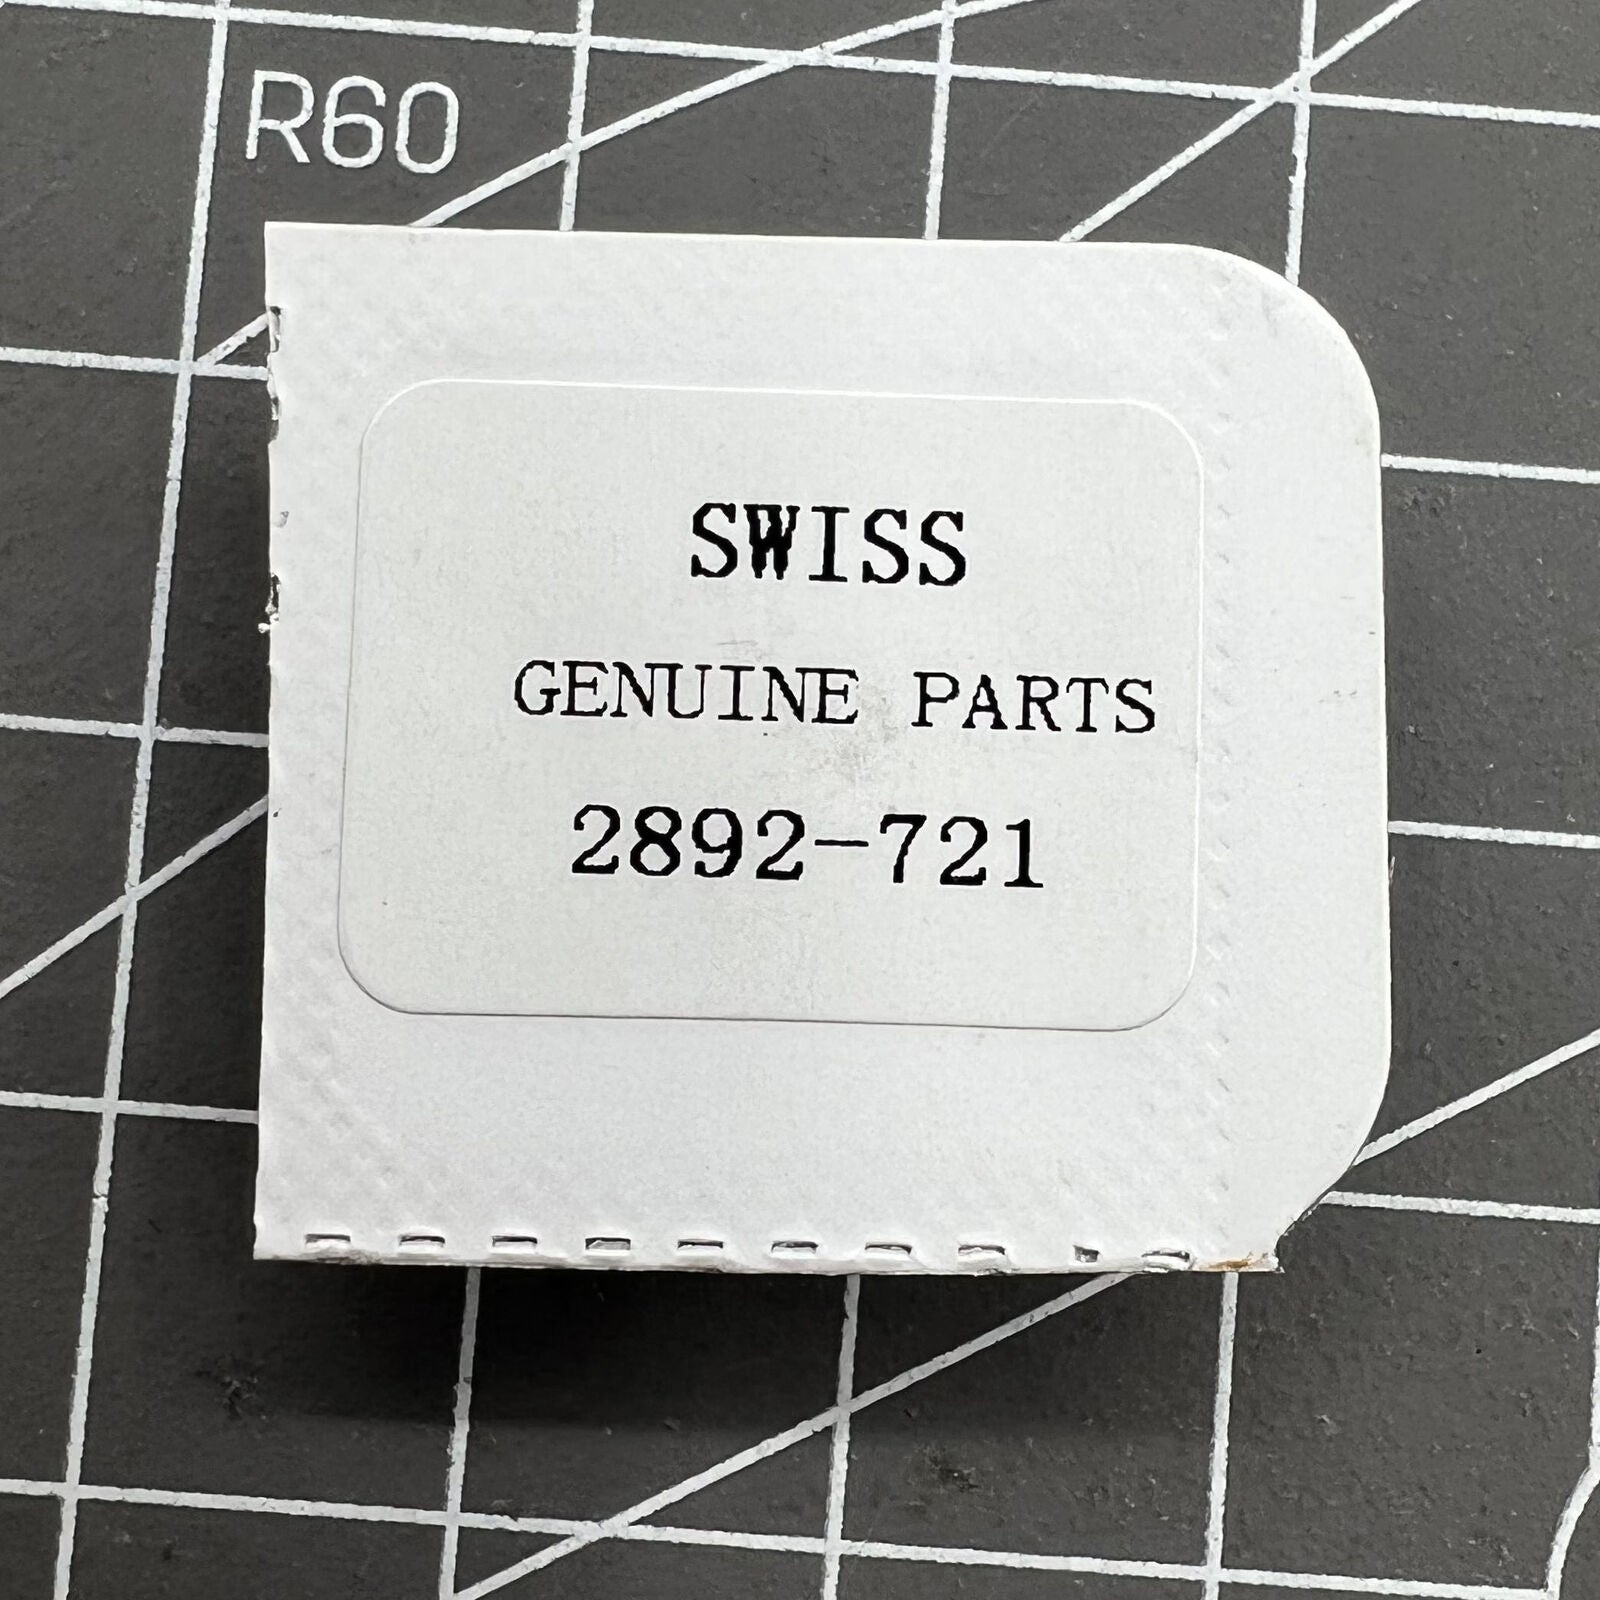 R60
SWISS
GENUINE PARTS
2892-721